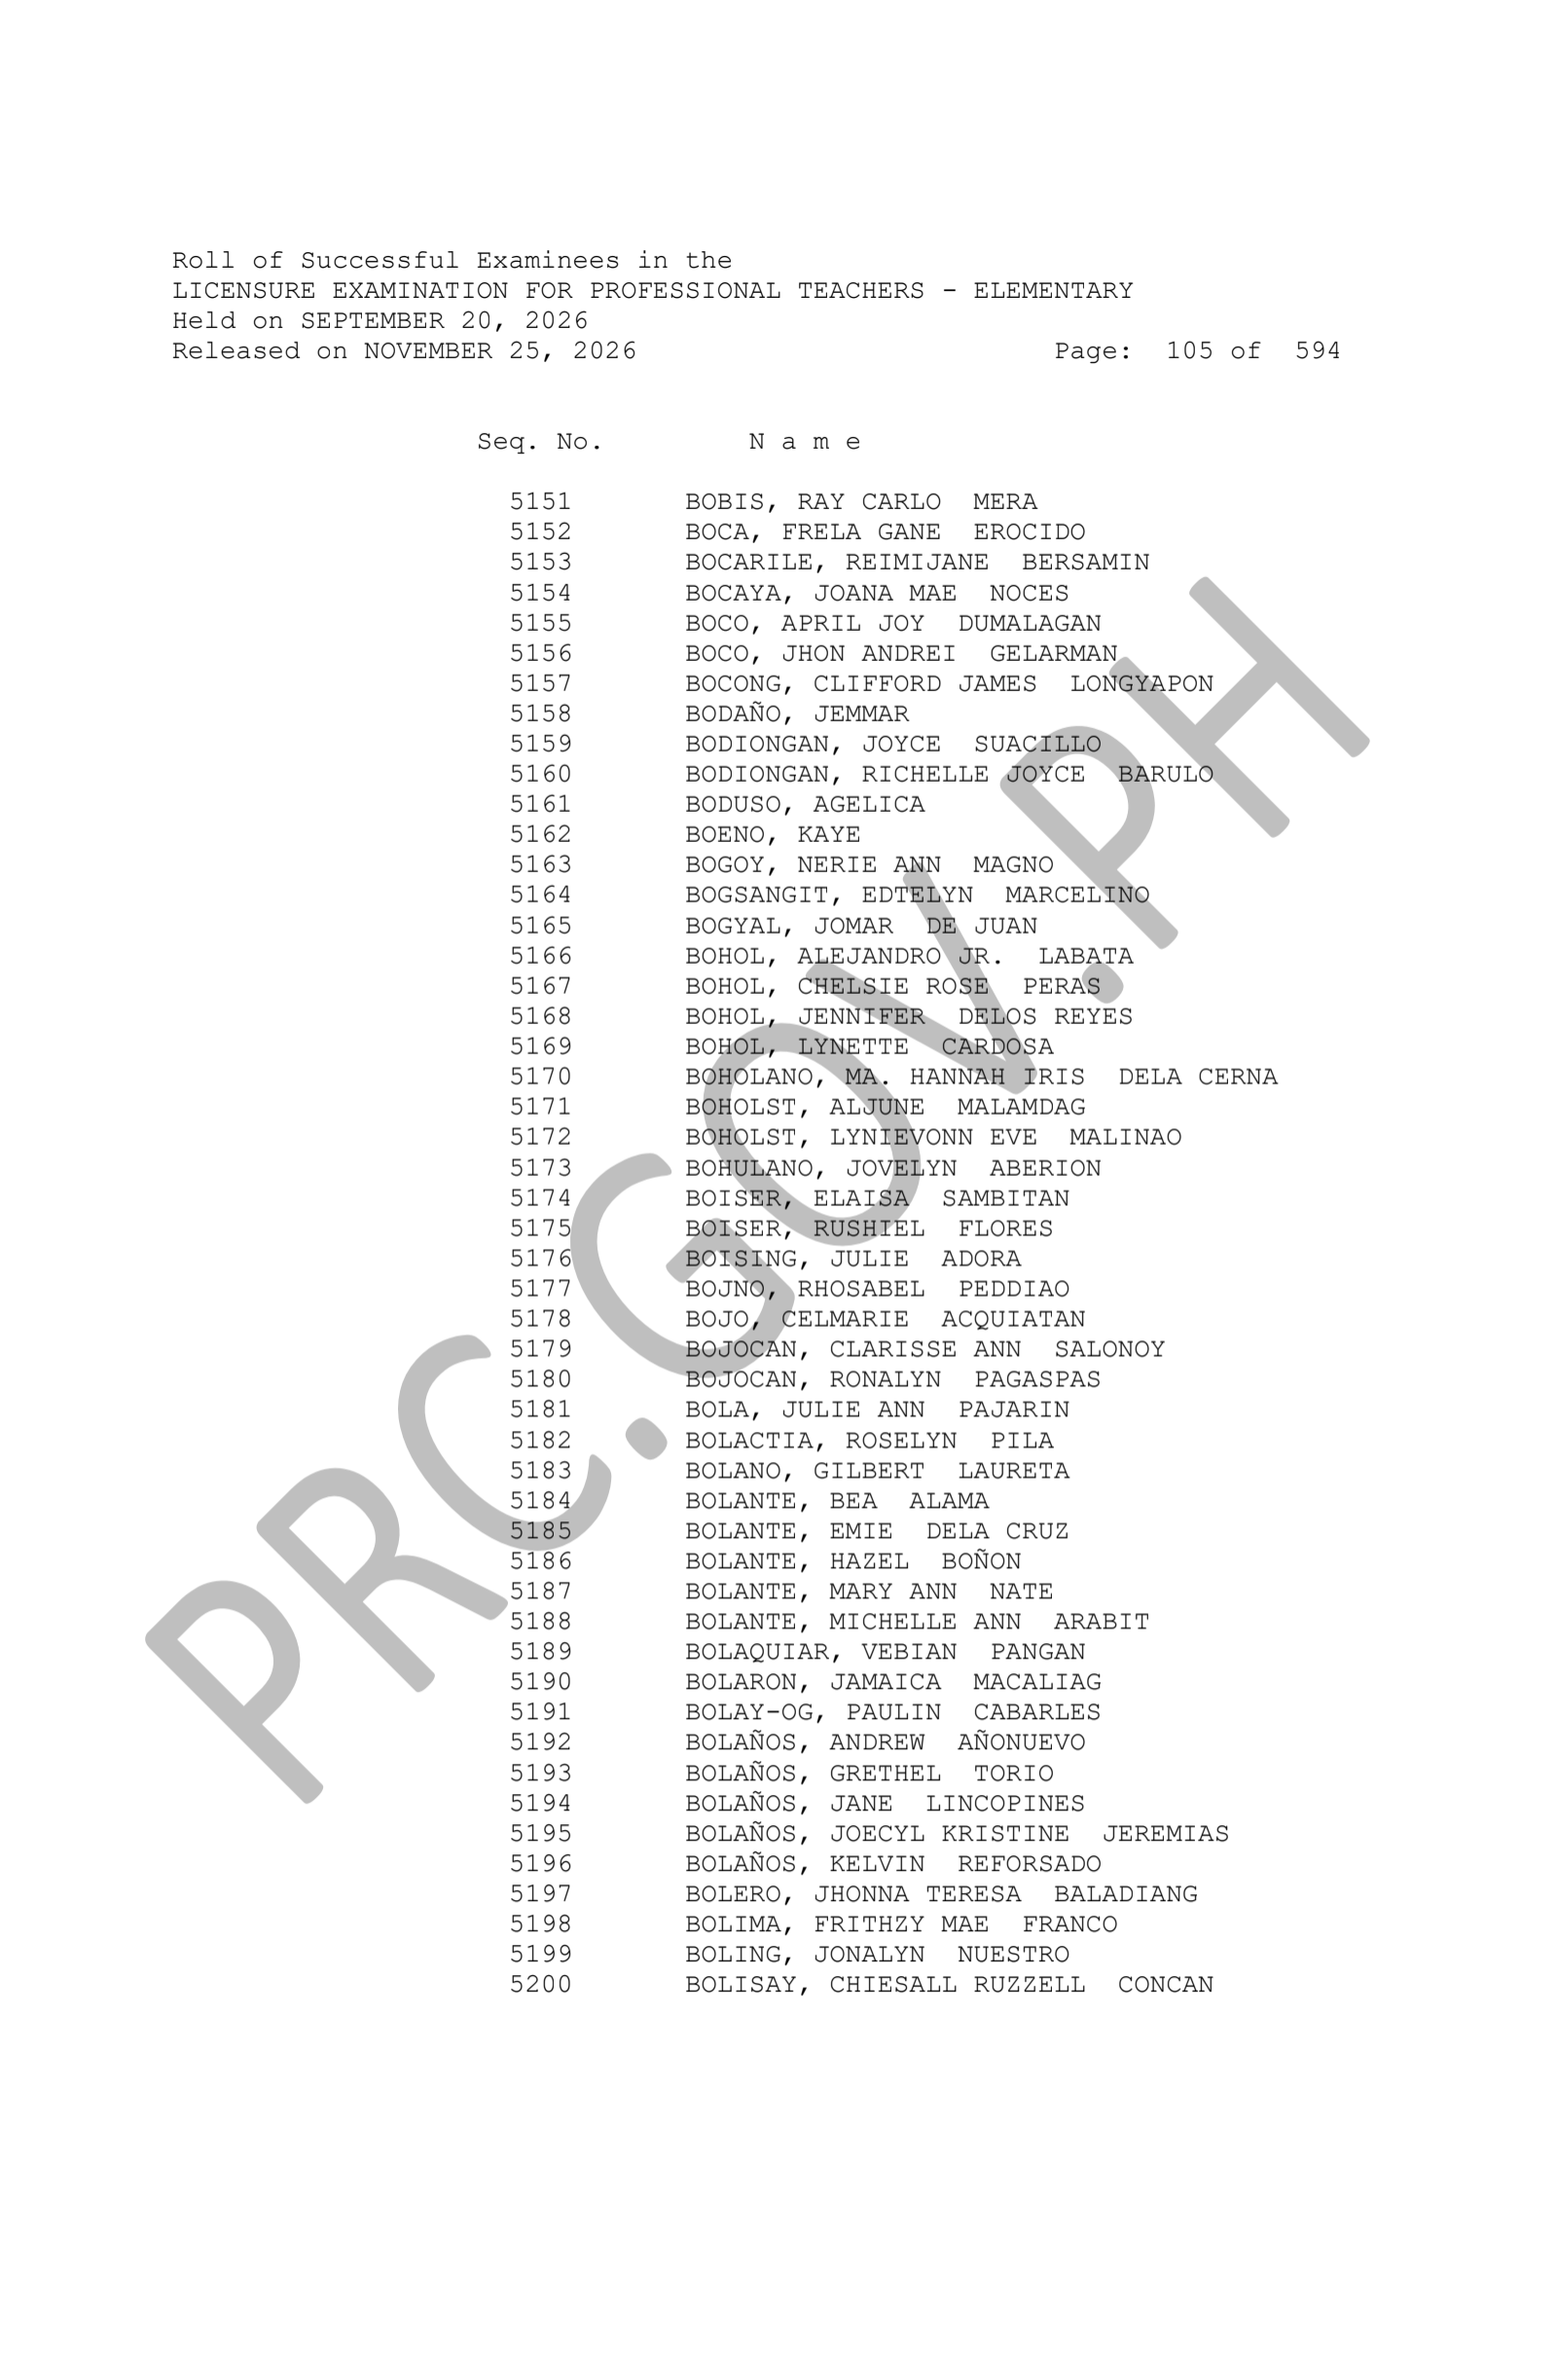 Roll of Successful Examinees in the
LICENSURE EXAMINATION FOR PROFESSIONAL TEACHERS - ELEMENTARY
Held on SEPTEMBER 20, 2026
Released on NOVEMBER 25, 2026 Page: 105 of 594
Seq. No. N a m e
5151 BOBIS, RAY CARLO MERA
5152 BOCA, FRELA GANE EROCIDO
5153 BOCARILE, REIMIJANE BERSAMIN
5154 BOCAYA, JOANA MAE NOCES
5155 BOCO, APRIL JOY DUMALAGAN
5156 BOCO, JHON ANDREI GELARMAN
5157 BOCONG, CLIFFORD JAMES LONGYAPON
5158 BODAÑO, JEMMAR
5159 BODIONGAN, JOYCE SUACILLO
5160 BODIONGAN, RICHELLE JOYCE BARULO
5161 BODUSO, AGELICA
5162 BOENO, KAYE
5163 BOGOY, NERIE ANN MAGNO
5164 BOGSANGIT, EDTELYN MARCELINO
5165 BOGYAL, JOMAR DE JUAN
5166 BOHOL, ALEJANDRO JR. LABATA
5167 BOHOL, CHELSIE ROSE PERAS
5168 BOHOL, JENNIFER DELOS REYES
5169 BOHOL, LYNETTE CARDOSA
5170 BOHOLANO, MA. HANNAH IRIS DELA CERNA
5171 BOHOLST, ALJUNE MALAMDAG
5172 BOHOLST, LYNIEVONN EVE MALINAO
5173 BOHULANO, JOVELYN ABERION
5174 BOISER, ELAISA SAMBITAN
5175 BOISER, RUSHIEL FLORES
5176 BOISING, JULIE ADORA
5177 BOJNO, RHOSABEL PEDDIAO
5178 BOJO, CELMARIE ACQUIATAN
5179 BOJOCAN, CLARISSE ANN SALONOY
5180 BOJOCAN, RONALYN PAGASPAS
5181 BOLA, JULIE ANN PAJARIN
5182 BOLACTIA, ROSELYN PILA
5183 BOLANO, GILBERT LAURETA
5184 BOLANTE, BEA ALAMA
5185 BOLANTE, EMIE DELA CRUZ
5186 BOLANTE, HAZEL BOÑON
5187 BOLANTE, MARY ANN NATE
5188 BOLANTE, MICHELLE ANN ARABIT
5189 BOLAQUIAR, VEBIAN PANGAN
5190 BOLARON, JAMAICA MACALIAG
5191 BOLAY-OG, PAULIN CABARLES
5192 BOLAÑOS, ANDREW AÑONUEVO
5193 BOLAÑOS, GRETHEL TORIO
5194 BOLAÑOS, JANE LINCOPINES
5195 BOLAÑOS, JOECYL KRISTINE JEREMIAS
5196 BOLAÑOS, KELVIN REFORSADO
5197 BOLERO, JHONNA TERESA BALADIANG
5198 BOLIMA, FRITHZY MAE FRANCO
5199 BOLING, JONALYN NUESTRO
5200 BOLISAY, CHIESALL RUZZELL CONCAN
PRC.GOV.PH